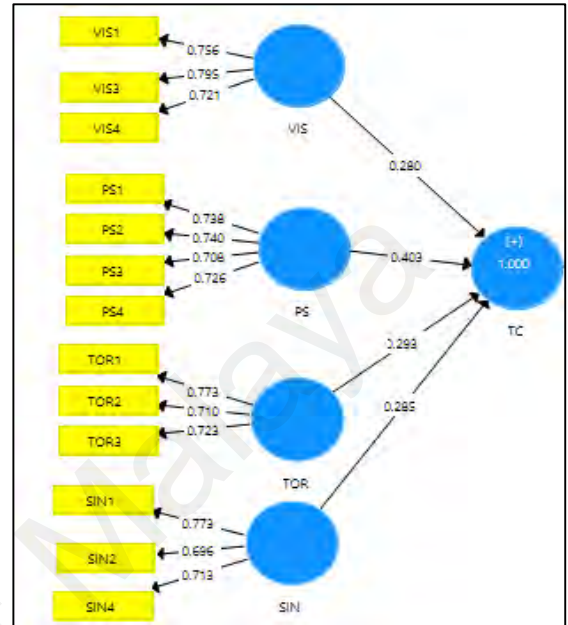 VIS1
0.756
VIS3
0.795
0.721
VIS4
VIS
0.280
PS1
0.738
PS2
0.740
PS3
0.708
0.726
PS4
PS
0.403
[+]
1.000
TC
TOR1
0.773
TOR2
0.710
TOR3
0.723
TOR
0.293
0.285
SIN1
0.773
SIN2
0.696
0.713
SIN4
SIN
Malaya